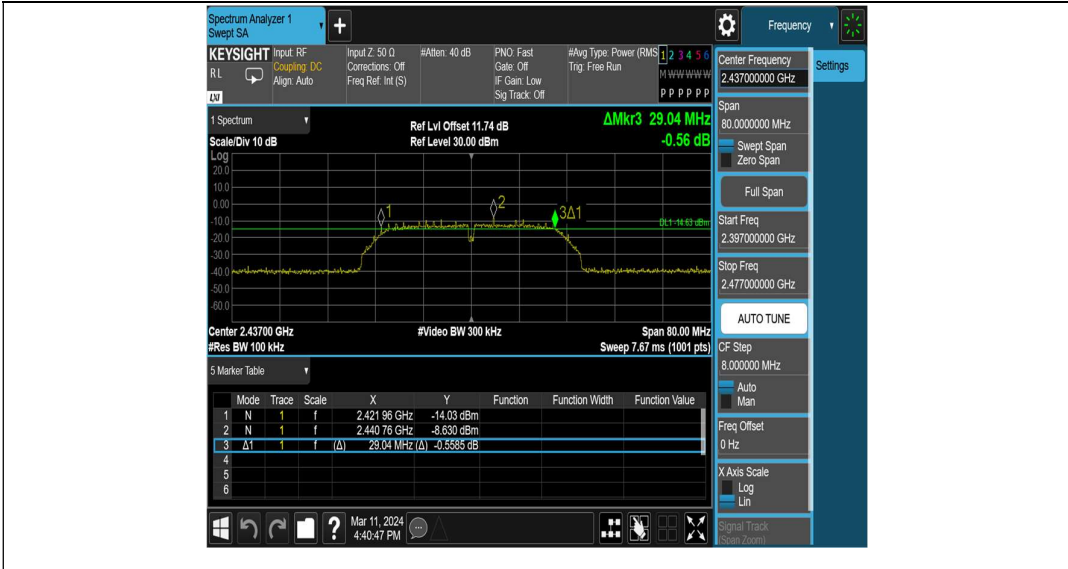 Spectrum Analyzer 1
Swept SA
+
Frequency
KEYSIGHT
RL
LXI
Input: RF
Coupling: DC
Align: Auto
Input Z: 50 Ω
Corrections: Off
Freq Ref: Int (S)
#Atten: 40 dB
PNO: Fast
Gate: Off
IF Gain: Low
Sig Track: Off
#Avg Type: Power (RMS
Trig: Free Run
1 2 3 4 5 6
M W W W W W
P P P P P P
Center Frequency
2.437000000 GHz
Settings
1 Spectrum
Scale/Div 10 dB
Ref Lvl Offset 11.74 dB
Ref Level 30.00 dBm
ΔMkr3 29.04 MHz
-0.56 dB
Span
80.0000000 MHz
Swept Span
Zero Span
Full Span
Start Freq
2.397000000 GHz
Stop Freq
2.477000000 GHz
AUTO TUNE
CF Step
8.000000 MHz
Auto
Man
Freq Offset
0 Hz
X Axis Scale
Log
Lin
Signal Track
(Span Zoom)
Log
20.0
10.0
0.00
-10.0
-20.0
-30.0
-40.0
-50.0
-60.0
1
2
3Δ1
DL1 -14.63 dBm
Center 2.43700 GHz
#Video BW 300 kHz
Span 80.00 MHz
#Res BW 100 kHz
Sweep 7.67 ms (1001 pts)
5 Marker Table
Mode Trace Scale X Y Function Function Width Function Value
1 N 1 f 2.421 96 GHz -14.03 dBm
2 N 1 f 2.440 76 GHz -8.630 dBm
3 Δ1 1 f (Δ) 29.04 MHz (Δ) -0.5585 dB
4
5
6
?
Mar 11, 2024
4:40:47 PM